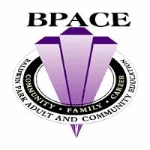 BPACE
COMMUNITY · FAMILY · CAREER
BALDWIN PARK ADULT AND COMMUNITY EDUCATION